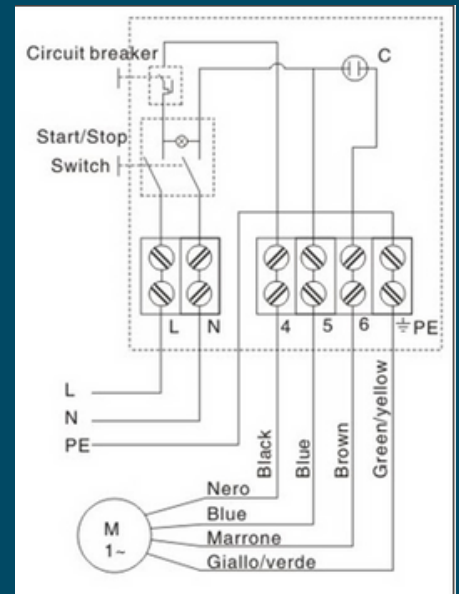 Circuit breaker
C
Start/Stop
Switch
L N 4 5 6 PE
L
N
PE
Black
Blue
Brown
Green/yellow
Nero
Blue
Marrone
Giallo/verde
M
1~